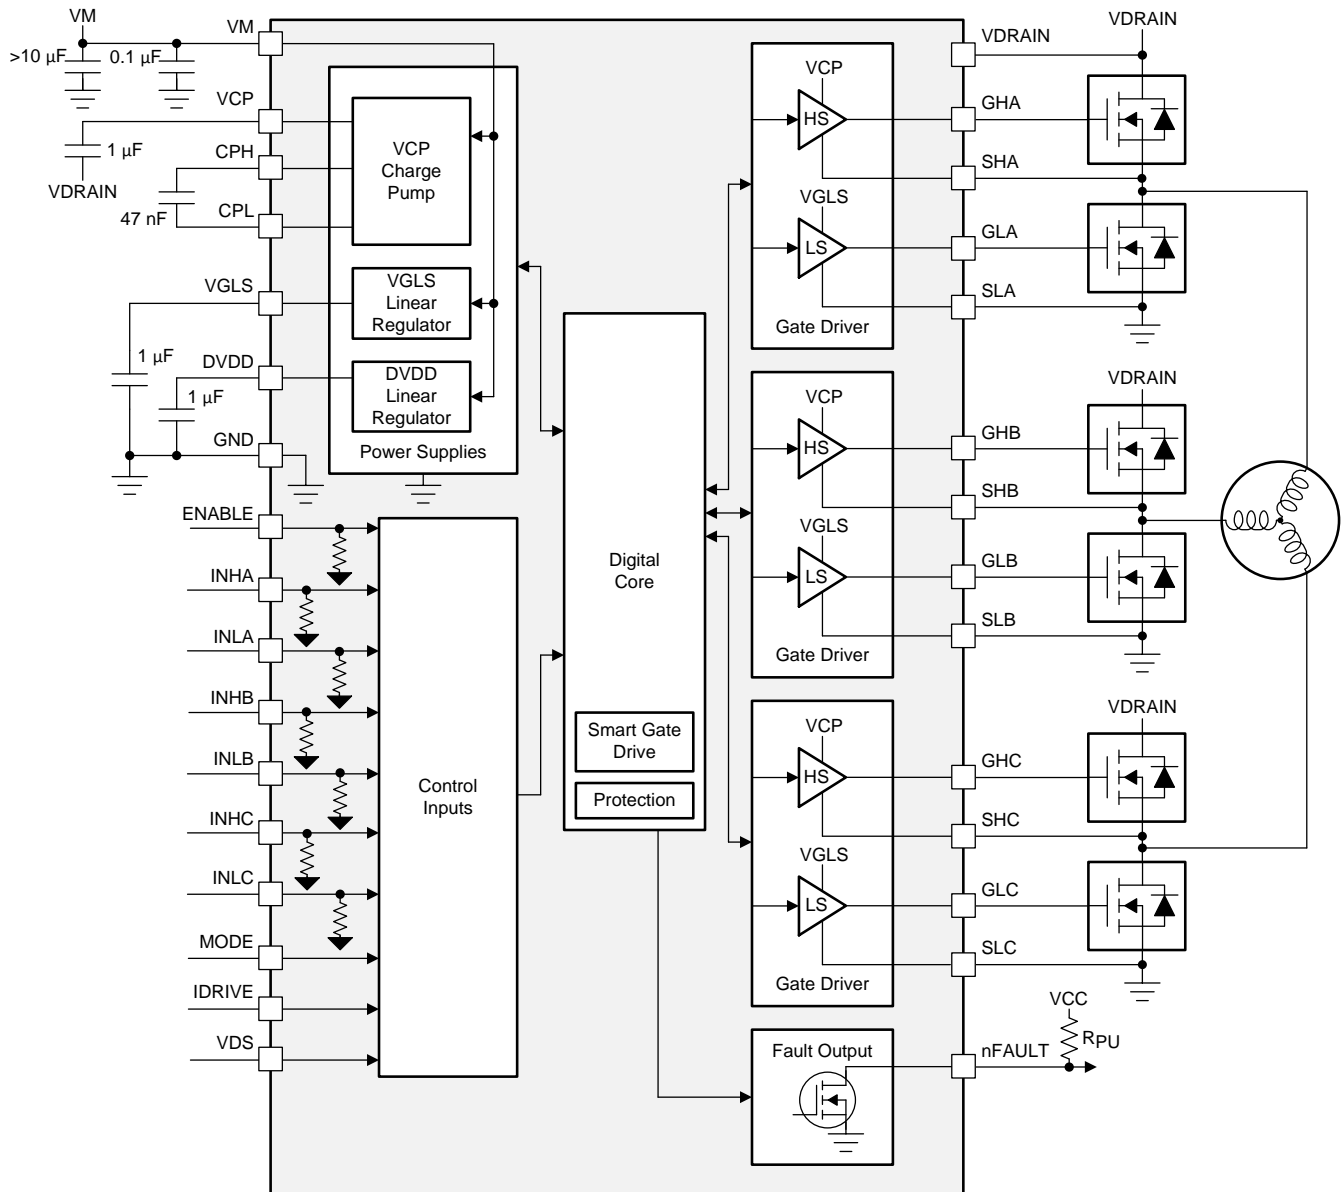 VM
VM
>10 µF
0.1 µF
VCP
1 µF
VDRAIN
CPH
47 nF
CPL
VGLS
1 µF
DVDD
1 µF
GND
VCP
Charge
Pump
VGLS
Linear
Regulator
DVDD
Linear
Regulator
Power Supplies
ENABLE
INHA
INLA
INHB
INLB
INHC
INLC
MODE
IDRIVE
VDS
Control
Inputs
Digital
Core
Smart Gate
Drive
Protection
VCP
HS
VGLS
LS
Gate Driver
VCP
HS
VGLS
LS
Gate Driver
VCP
HS
VGLS
LS
Gate Driver
Fault Output
VDRAIN
VDRAIN
GHA
SHA
GLA
SLA
VDRAIN
GHB
SHB
GLB
SLB
VDRAIN
GHC
SHC
GLC
SLC
VCC
RPU
nFAULT